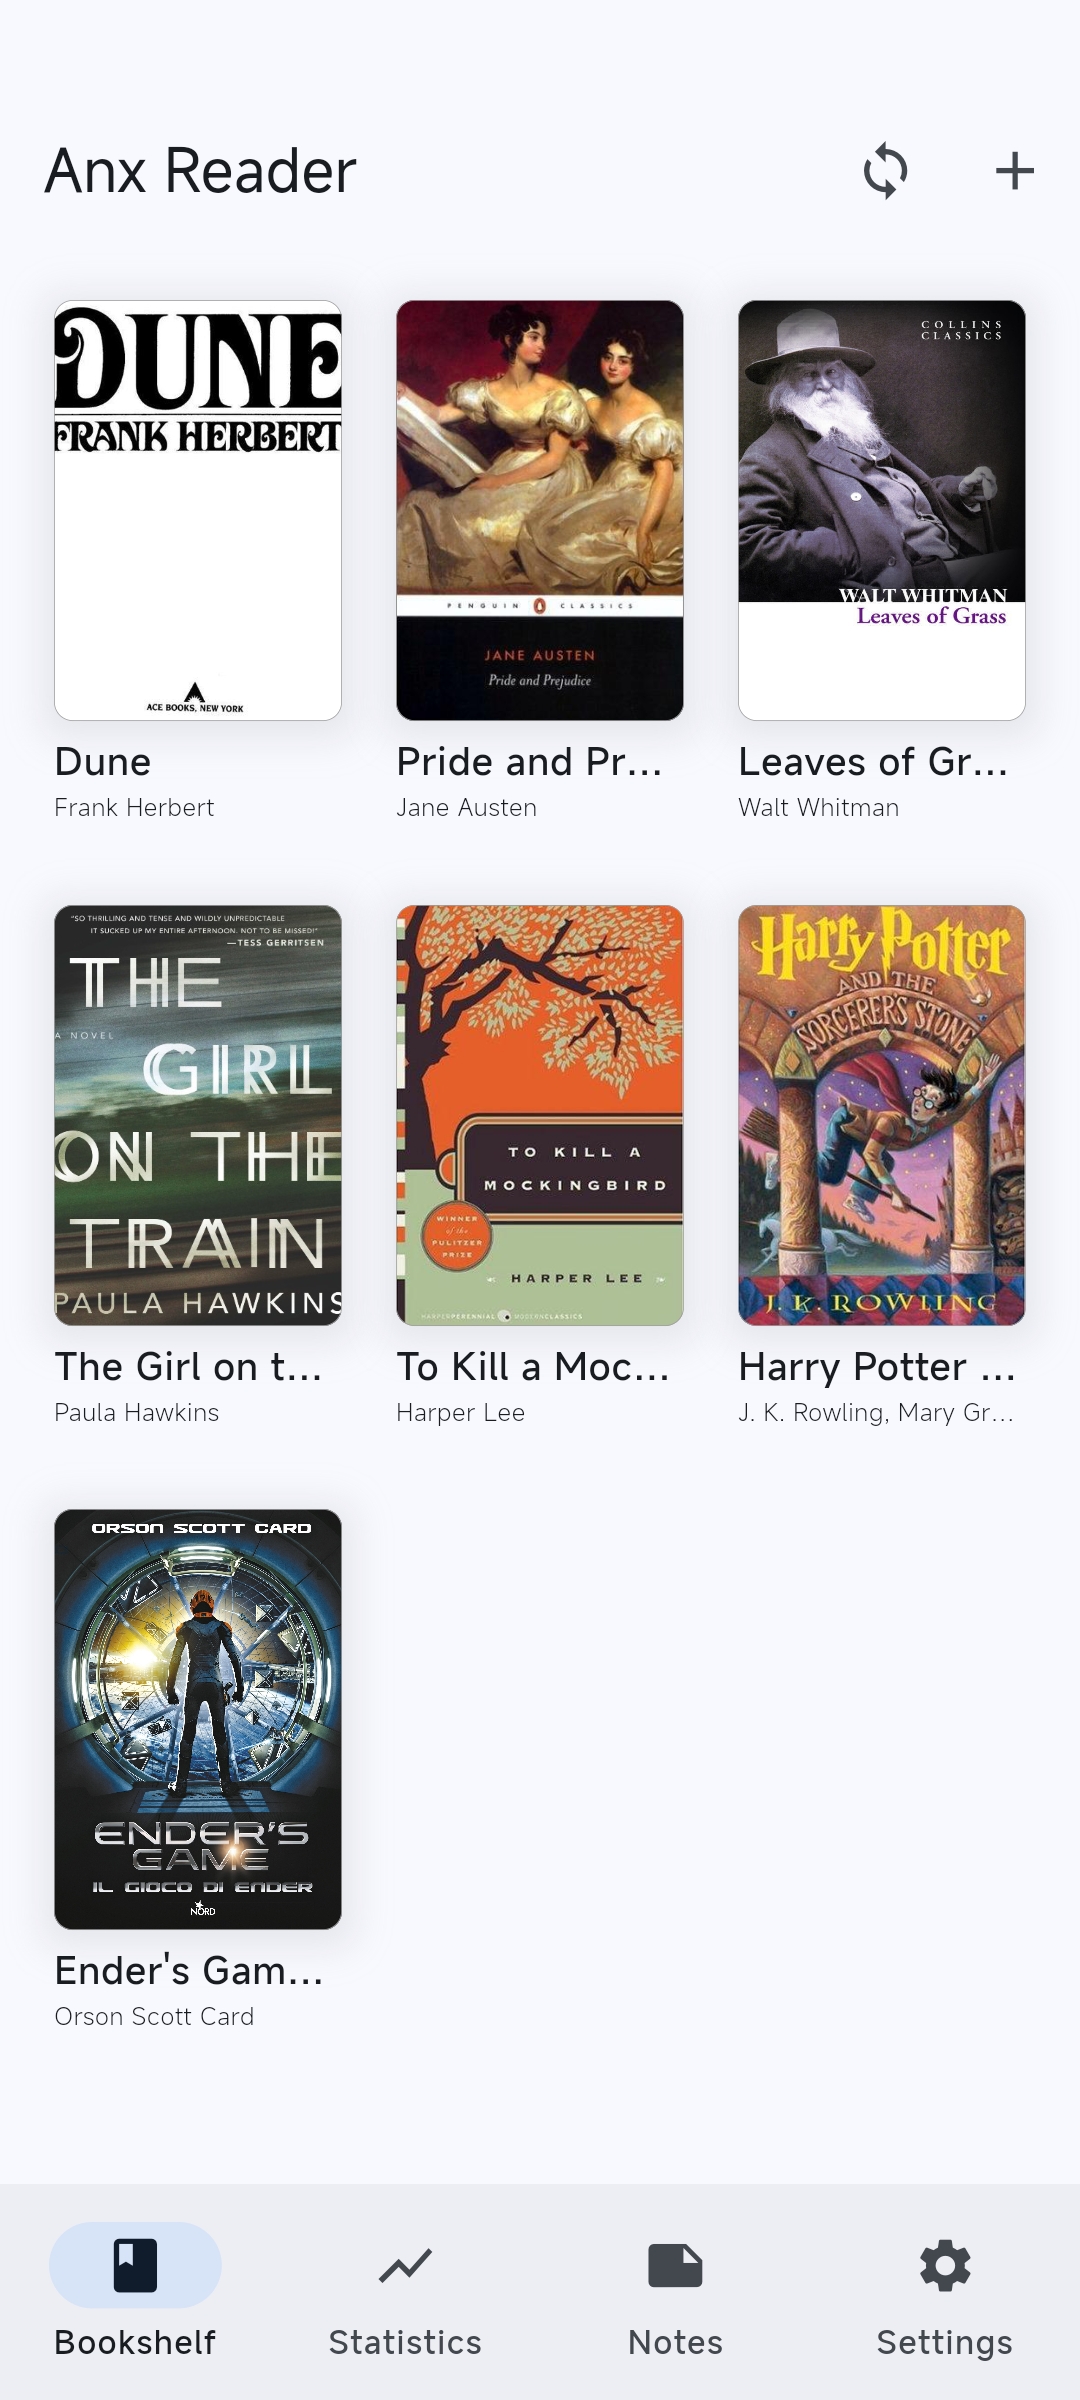 Anx Reader
DUNE
FRANK HERBERT
ACE BOOKS, NEW YORK
PENGUIN CLASSICS
JANE AUSTEN
Pride and Prejudice
COLLINS
CLASSICS
WALT WHITMAN
Leaves of Grass
Dune
Frank Herbert
Pride and Pr...
Jane Austen
Leaves of Gr...
Walt Whitman
"SO THRILLING AND TENSE AND WILDLY UNPREDICTABLE
IT SUCKED UP MY ENTIRE AFTERNOON. NOT TO BE MISSED!"
—TESS GERRITSEN
THE
A NOVEL
GIRL
ON THE
TRAIN
PAULA HAWKINS
TO KILL A
MOCKINGBIRD
WINNER
of the
PULITZER
PRIZE
HARPER LEE
HARPERPERENNIAL MODERNCLASSICS
Harry Potter
AND THE
SORCERER'S STONE
J. K. ROWLING
The Girl on t...
Paula Hawkins
To Kill a Moc...
Harper Lee
Harry Potter ...
J. K. Rowling, Mary Gr...
ORSON SCOTT CARD
ENDER'S
GAME
IL GIOCO DI ENDER
NORD
Ender's Gam...
Orson Scott Card
Bookshelf
Statistics
Notes
Settings